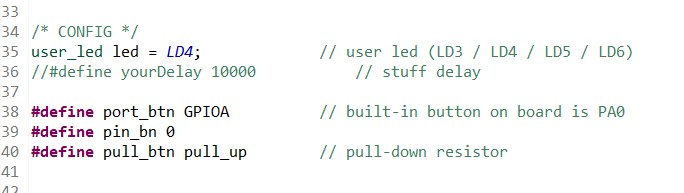 33
34 /* CONFIG */
35 user_led led = LD4; // user led (LD3 / LD4 / LD5 / LD6)
36 //#define yourDelay 10000 // stuff delay
37
38 #define port_btn GPIOA // built-in button on board is PA0
39 #define pin_bn 0
40 #define pull_btn pull_up // pull-down resistor
41
42